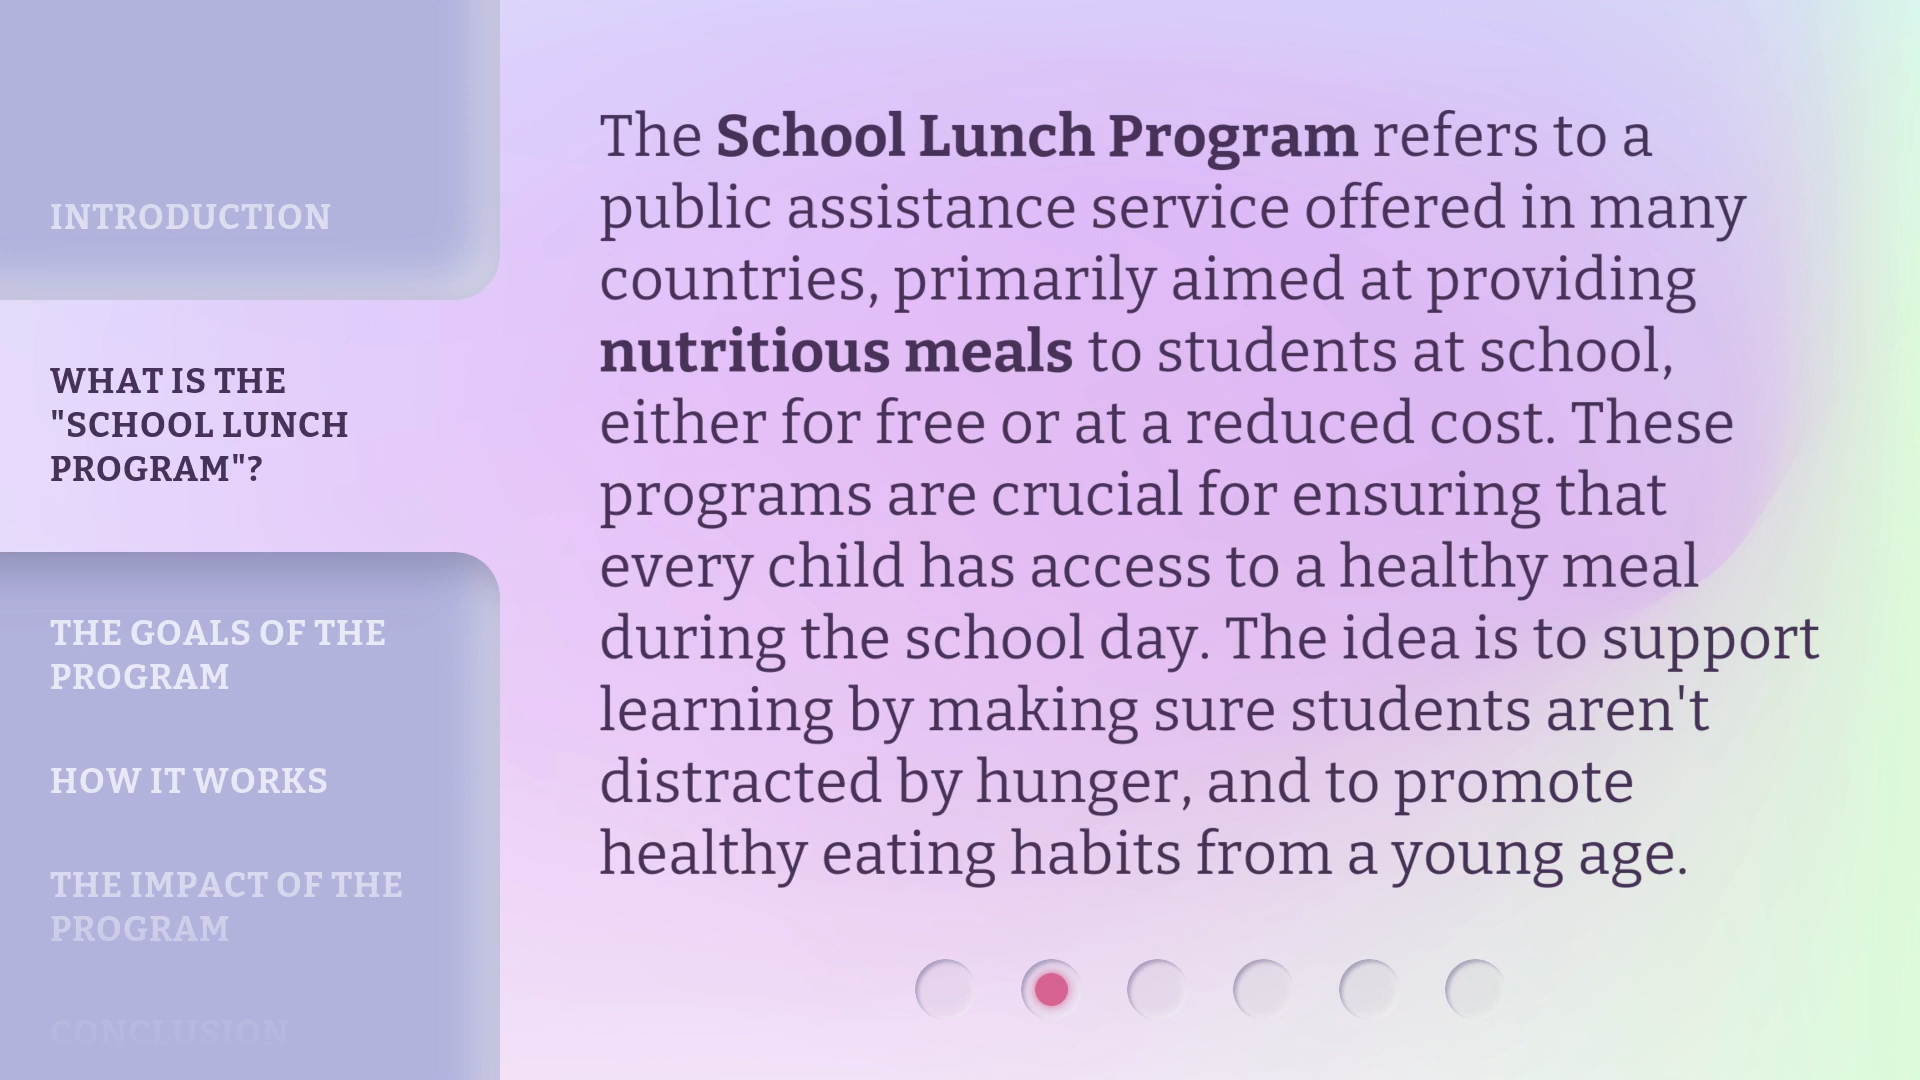 INTRODUCTION
WHAT IS THE
"SCHOOL LUNCH
PROGRAM"?
THE GOALS OF THE
PROGRAM
HOW IT WORKS
THE IMPACT OF THE
PROGRAM
CONCLUSION
The School Lunch Program refers to a
public assistance service offered in many
countries, primarily aimed at providing
nutritious meals to students at school,
either for free or at a reduced cost. These
programs are crucial for ensuring that
every child has access to a healthy meal
during the school day. The idea is to support
learning by making sure students aren't
distracted by hunger, and to promote
healthy eating habits from a young age.